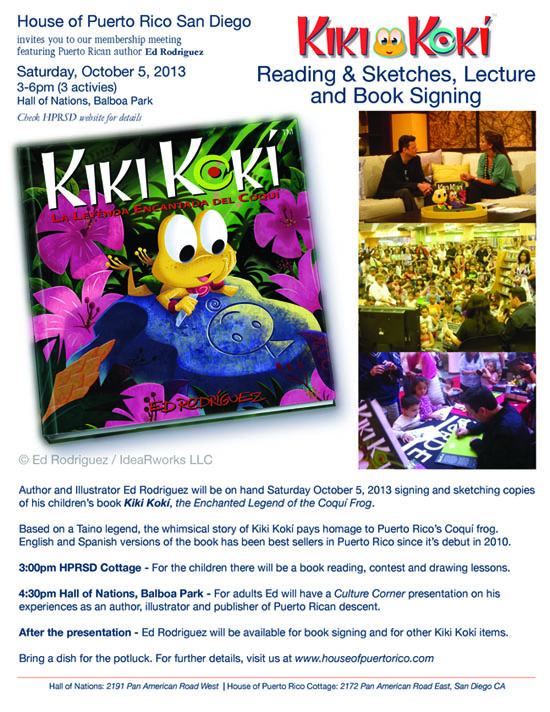 House of Puerto Rico San Diego
invites you to our membership meeting
featuring Puerto Rican author Ed Rodriguez
Saturday, October 5, 2013
3-6pm (3 activies)
Hall of Nations, Balboa Park
Check HPRSD website for details
KIKI KOKÍ
Reading & Sketches, Lecture
and Book Signing
KIKI KOKÍ™
LA LEYENDA ENCANTADA DEL COQUÍ
ED RODRÍGUEZ
© Ed Rodriguez / IdeaRworks LLC
Author and Illustrator Ed Rodriguez will be on hand Saturday October 5, 2013 signing and sketching copies
of his children's book Kiki Kokí, the Enchanted Legend of the Coquí Frog.
Based on a Taino legend, the whimsical story of Kiki Kokí pays homage to Puerto Rico's Coquí frog.
English and Spanish versions of the book has been best sellers in Puerto Rico since it's debut in 2010.
3:00pm HPRSD Cottage - For the children there will be a book reading, contest and drawing lessons.
4:30pm Hall of Nations, Balboa Park - For adults Ed will have a Culture Corner presentation on his
experiences as an author, illustrator and publisher of Puerto Rican descent.
After the presentation - Ed Rodriguez will be available for book signing and for other Kiki Kokí items.
Bring a dish for the potluck. For further details, visit us at www.houseofpuertorico.com
Hall of Nations: 2191 Pan American Road West | House of Puerto Rico Cottage: 2172 Pan American Road East, San Diego CA